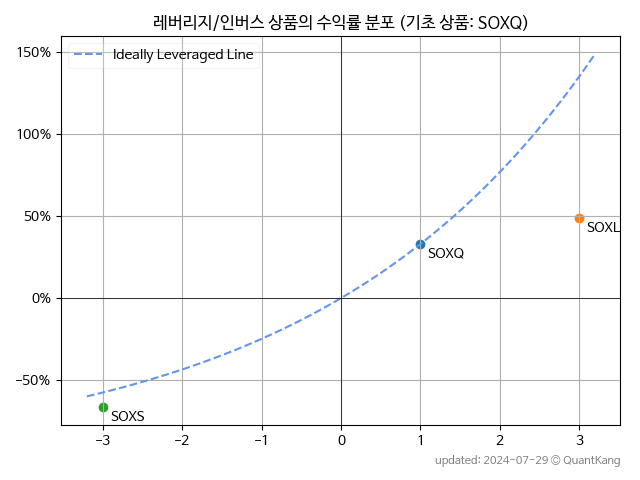 레버리지/인버스 상품의 수익률 분포 (기초 상품: SOXQ)
Ideally Leveraged Line
150%
100%
50%
0%
−50%
SOXL
SOXQ
SOXS
−3 −2 −1 0 1 2 3
updated: 2024-07-29 © QuantKang